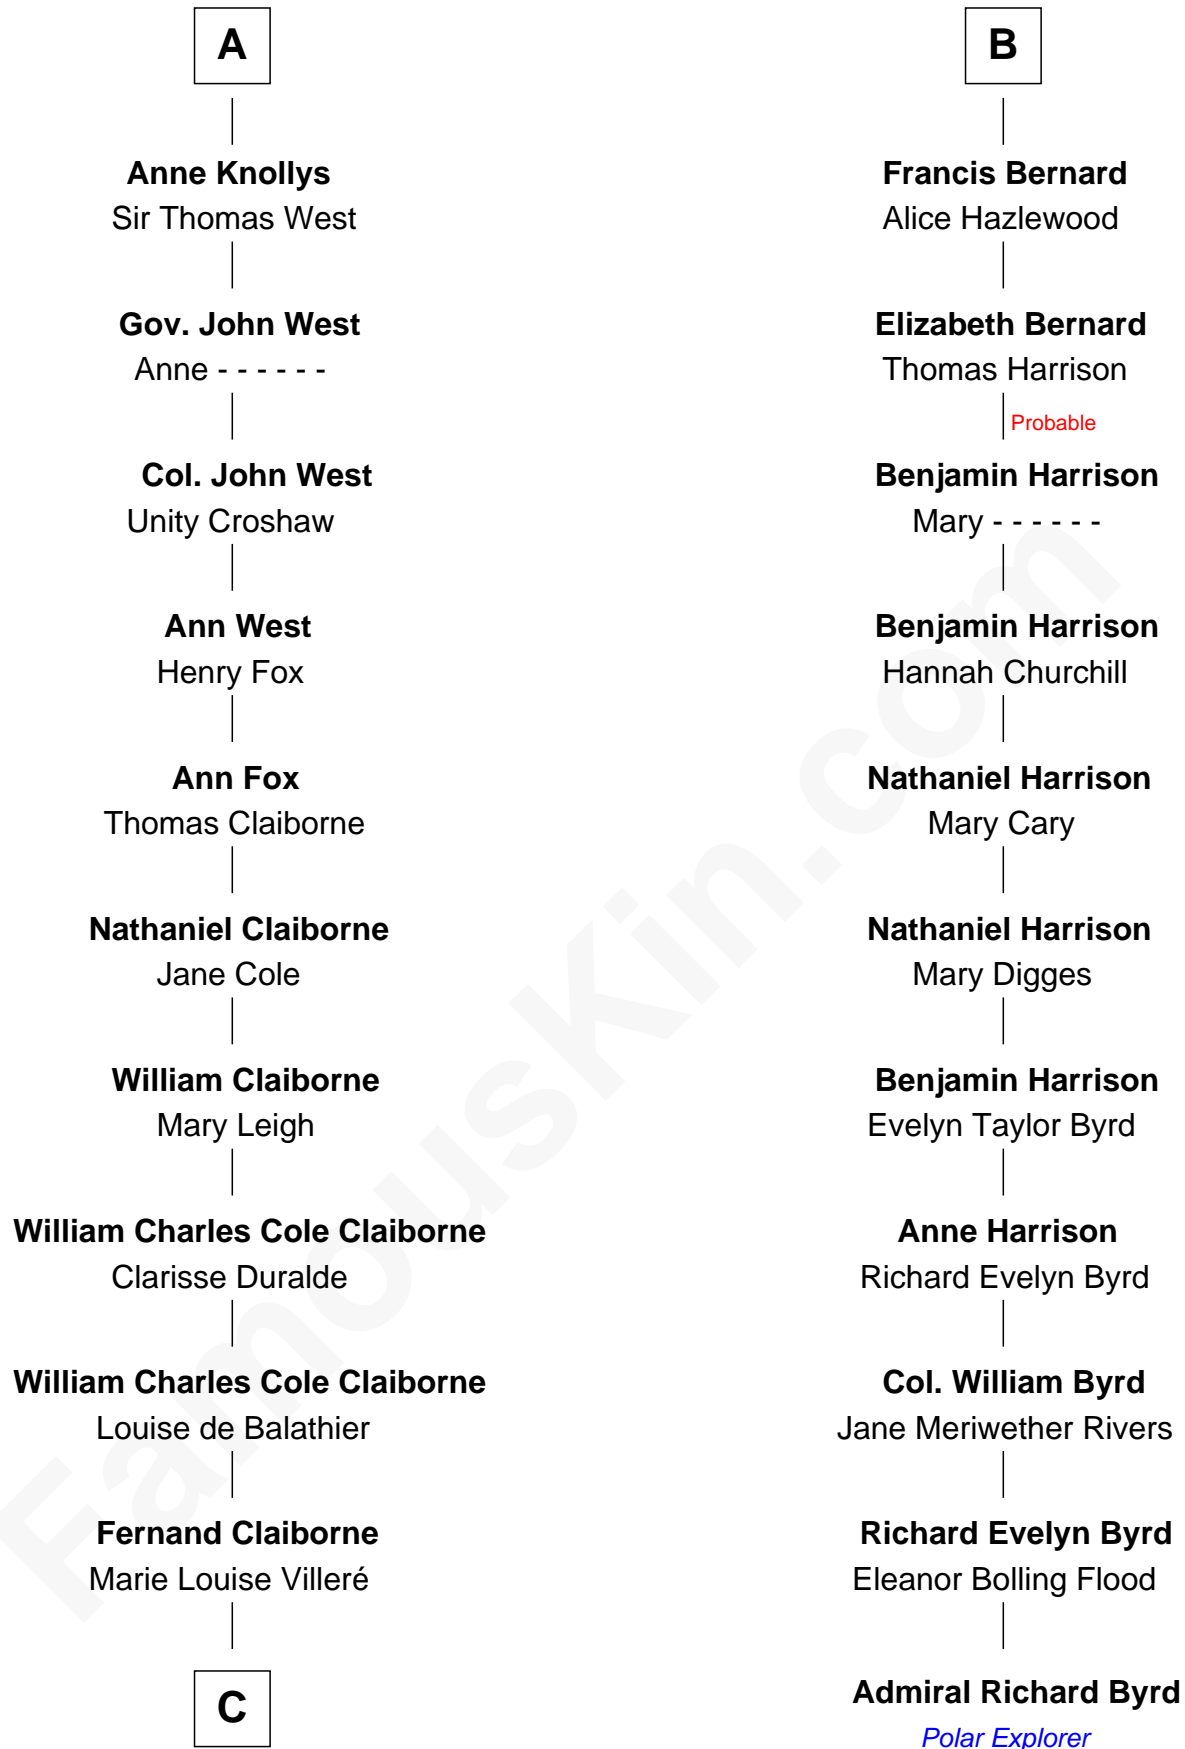 A
Anne Knollys
Sir Thomas West
Gov. John West
Anne - - - - - -
Col. John West
Unity Croshaw
Ann West
Henry Fox
Ann Fox
Thomas Claiborne
Nathaniel Claiborne
Jane Cole
William Claiborne
Mary Leigh
William Charles Cole Claiborne
Clarisse Duralde
William Charles Cole Claiborne
Louise de Balathier
Fernand Claiborne
Marie Louise Villeré
C
B
Francis Bernard
Alice Hazlewood
Elizabeth Bernard
Thomas Harrison
Probable
Benjamin Harrison
Mary - - - - - -
Benjamin Harrison
Hannah Churchill
Nathaniel Harrison
Mary Cary
Nathaniel Harrison
Mary Digges
Benjamin Harrison
Evelyn Taylor Byrd
Anne Harrison
Richard Evelyn Byrd
Col. William Byrd
Jane Meriwether Rivers
Richard Evelyn Byrd
Eleanor Bolling Flood
Admiral Richard Byrd
Polar Explorer
FamousKin.com